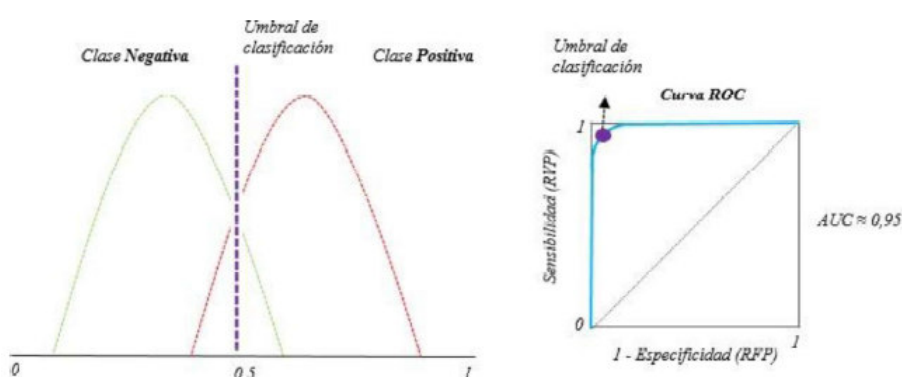 Umbral de
clasificación
Clase Negativa
Clase Positiva
0
0.5
1
Umbral de
clasificación
Curva ROC
1
Sensibilidad (RVP)
AUC ≈ 0,95
0
1
1 - Especificidad (RFP)